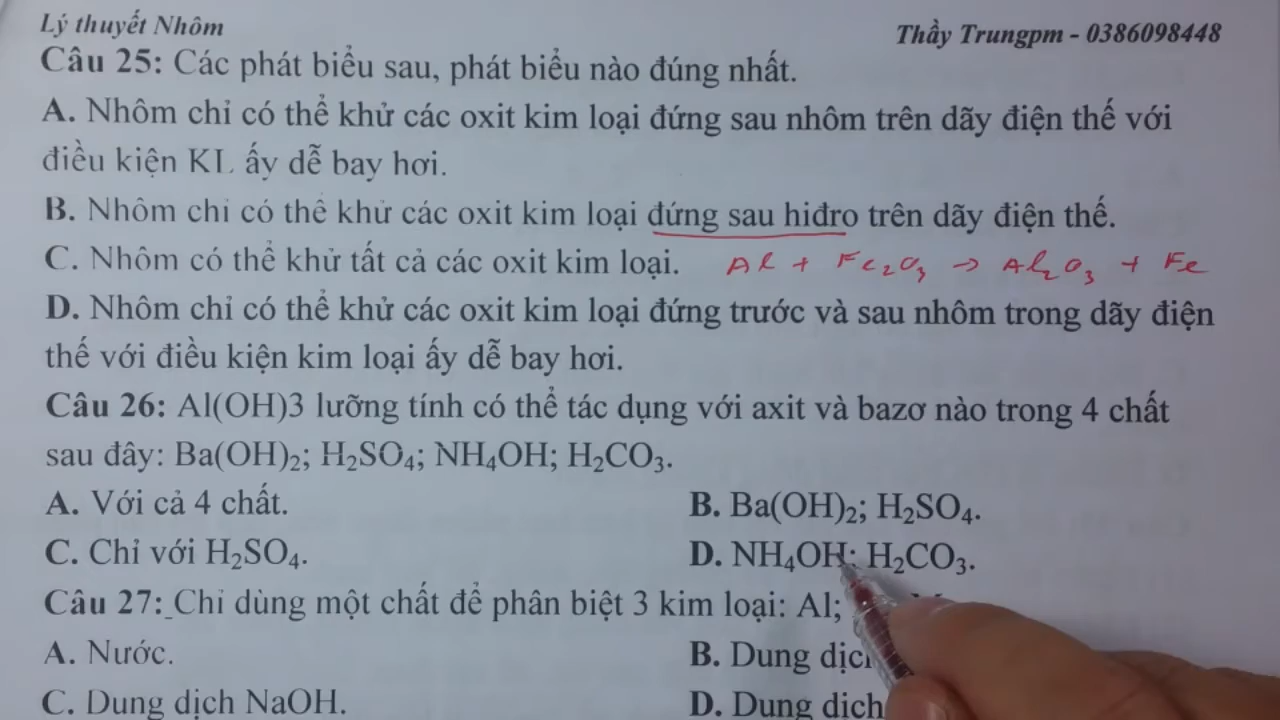 Lý thuyết Nhôm
Thầy Trungpm - 0386098448
Câu 25: Các phát biểu sau, phát biểu nào đúng nhất.
A. Nhôm chỉ có thể khử các oxit kim loại đứng sau nhôm trên dãy điện thế với
điều kiện KL ấy dễ bay hơi.
B. Nhôm chỉ có thể khử các oxit kim loại đứng sau hiđro trên dãy điện thế.
C. Nhôm có thể khử tất cả các oxit kim loại. Al + Fe₂O₃ → Al₂O₃ + Fe
D. Nhôm chỉ có thể khử các oxit kim loại đứng trước và sau nhôm trong dãy điện
thế với điều kiện kim loại ấy dễ bay hơi.
Câu 26: Al(OH)3 lưỡng tính có thể tác dụng với axit và bazơ nào trong 4 chất
sau đây: Ba(OH)₂; H₂SO₄; NH₄OH; H₂CO₃.
A. Với cả 4 chất. B. Ba(OH)₂; H₂SO₄.
C. Chỉ với H₂SO₄. D. NH₄OH; H₂CO₃.
Câu 27: Chỉ dùng một chất để phân biệt 3 kim loại: Al;
A. Nước. B. Dung dịch
C. Dung dịch NaOH. D. Dung dịch